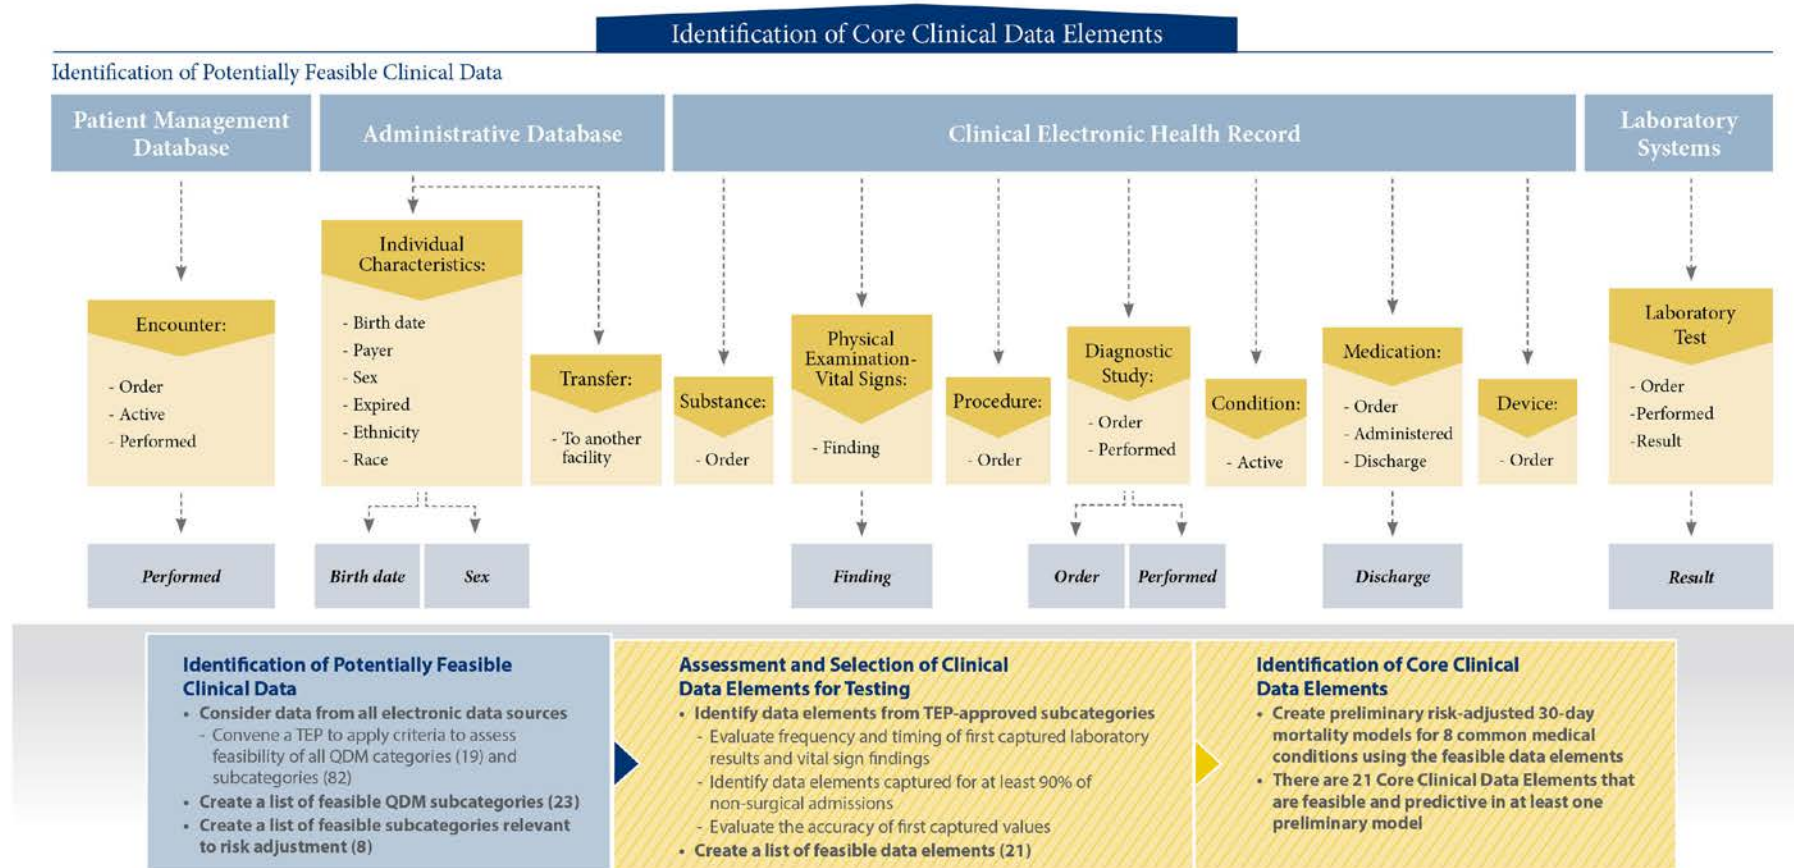 Identification of Core Clinical Data Elements
Identification of Potentially Feasible Clinical Data
Patient Management
Database
Administrative Database
Clinical Electronic Health Record
Laboratory
Systems
Encounter:
- Order
- Active
- Performed
Individual
Characteristics:
- Birth date
- Payer
- Sex
- Expired
- Ethnicity
- Race
Transfer:
- To another
facility
Substance:
- Order
Physical
Examination-
Vital Signs:
- Finding
Procedure:
- Order
Diagnostic
Study:
- Order
- Performed
Condition:
- Active
Medication:
- Order
- Administered
- Discharge
Device:
- Order
Laboratory
Test
- Order
-Performed
-Result
Performed
Birth date
Sex
Finding
Order
Performed
Discharge
Result
Identification of Potentially Feasible
Clinical Data
• Consider data from all electronic data sources
- Convene a TEP to apply criteria to assess
feasibility of all QDM categories (19) and
subcategories (82)
• Create a list of feasible QDM subcategories (23)
• Create a list of feasible subcategories relevant
to risk adjustment (8)
Assessment and Selection of Clinical
Data Elements for Testing
• Identify data elements from TEP-approved subcategories
- Evaluate frequency and timing of first captured laboratory
results and vital sign findings
- Identify data elements captured for at least 90% of
non-surgical admissions
- Evaluate the accuracy of first captured values
• Create a list of feasible data elements (21)
Identification of Core Clinical
Data Elements
• Create preliminary risk-adjusted 30-day
mortality models for 8 common medical
conditions using the feasible data elements
• There are 21 Core Clinical Data Elements that
are feasible and predictive in at least one
preliminary model